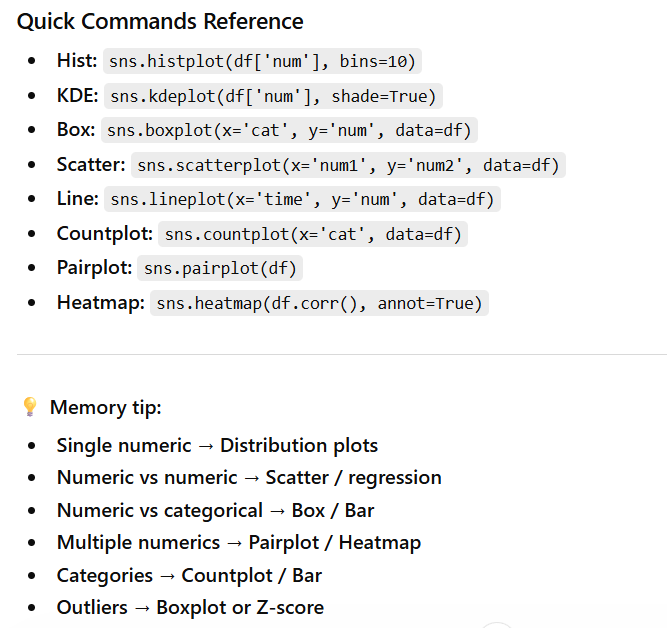 Quick Commands Reference
• Hist: sns.histplot(df['num'], bins=10)
• KDE: sns.kdeplot(df['num'], shade=True)
• Box: sns.boxplot(x='cat', y='num', data=df)
• Scatter: sns.scatterplot(x='num1', y='num2', data=df)
• Line: sns.lineplot(x='time', y='num', data=df)
• Countplot: sns.countplot(x='cat', data=df)
• Pairplot: sns.pairplot(df)
• Heatmap: sns.heatmap(df.corr(), annot=True)
💡 Memory tip:
• Single numeric → Distribution plots
• Numeric vs numeric → Scatter / regression
• Numeric vs categorical → Box / Bar
• Multiple numerics → Pairplot / Heatmap
• Categories → Countplot / Bar
• Outliers → Boxplot or Z-score